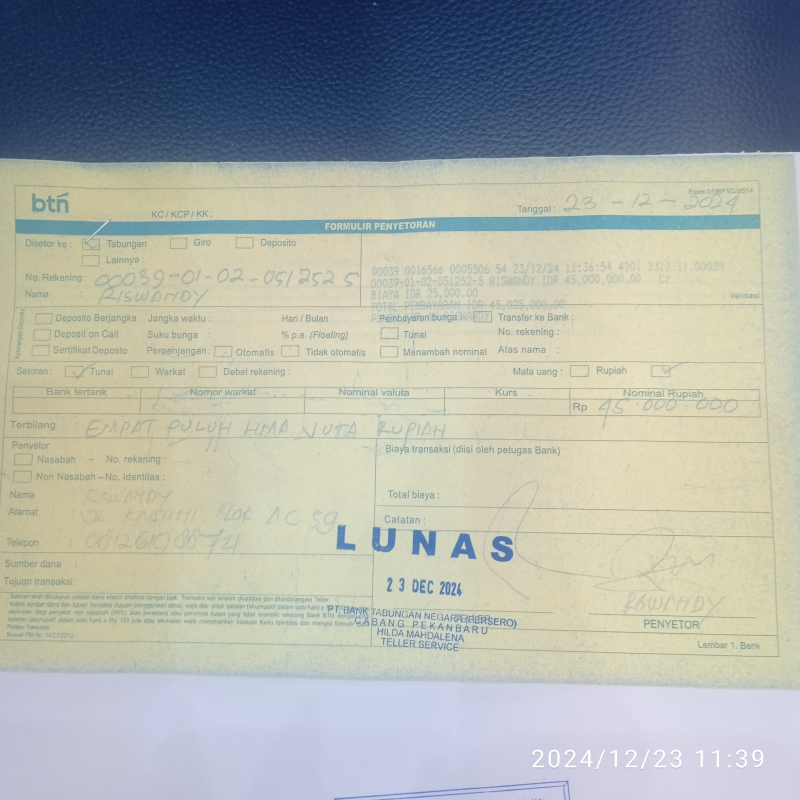 Form 01/BFSC/2014
btn
KC / KCP / KK :
Tanggal : 23 - 12 - 2024
FORMULIR PENYETORAN
Disetor ke : Tabungan Giro Deposito
Lainnya :
No. Rekening : 00039-01-02-051252 5
Nama RISWANDY
00039 0016566 0005506 54 23/12/24 11:36:54 4201 2312.11.00039
00039-01-02-051252-5 RISWANDY IDR 45,000,000.00 Cr
BIAYA IDR 25,000.00
TOTAL PEMBAYARAN IDR 45,025,000.00
Validasi
Deposito Berjangka Jangka waktu : Hari / Bulan Pembayaran bunga : Transfer ke Bank :
Deposit on Call Suku bunga : % p.a. (Floating) Tunai No. rekening :
Sertifikat Deposito Perpanjangan : Otomatis Tidak otomatis Menambah nominal Atas nama :
Setoran : Tunai Warkat Debet rekening : Mata uang : Rupiah
Bank tertarik Nomor warkat Nominal valuta Kurs Nominal Rupiah
Rp 45.000.000
Terbilang : EMPAT PULUH LIMA JUTA RUPIAH
Penyetor
Biaya transaksi (diisi oleh petugas Bank)
Nasabah – No. rekening :
Non Nasabah – No. Identitas :
Nama : RISWANDY
Total biaya :
Alamat :
Catatan :
Telepon
LUNAS
Sumber dana :
Tujuan transaksi :
23 DEC 2024
PT. BANK TABUNGAN NEGARA (PERSERO)
CABANG PEKANBARU
HILDA MAHDALENA
TELLER SERVICE
RISWANDY
PENYETOR
Lembar 1. Bank
2024/12/23 11:39